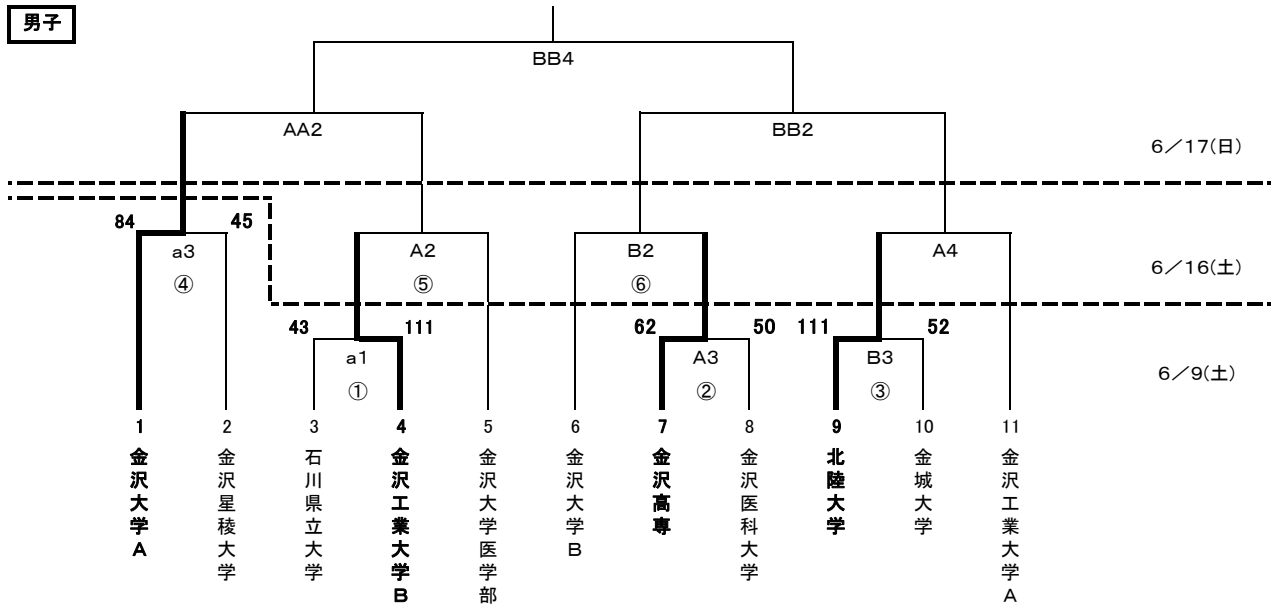 男子
BB4
AA2
BB2
6／17(日)
84
45
a3
④
A2
⑤
B2
⑥
A4
6／16(土)
43
111
62
50
111
52
a1
①
A3
②
B3
③
6／9(土)
1
2
3
4
5
6
7
8
9
10
11
金沢大学A
金沢星稜大学
石川県立大学
金沢工業大学B
金沢大学医学部
金沢大学B
金沢高専
金沢医科大学
北陸大学
金城大学
金沢工業大学A